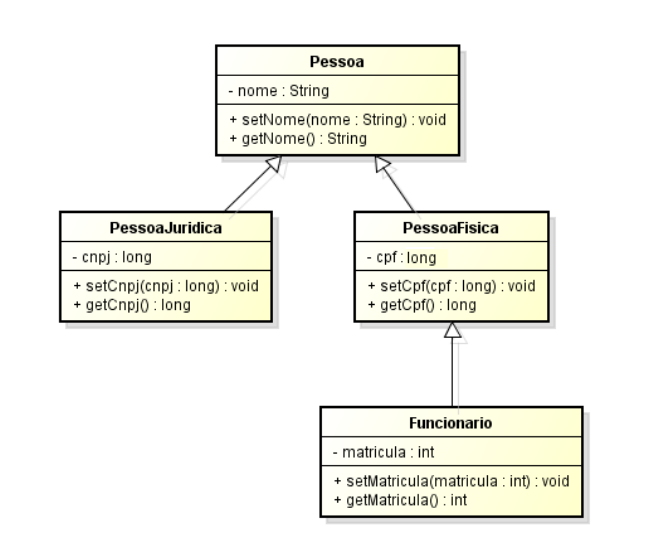 Pessoa
- nome : String
+ setNome(nome : String) : void
+ getNome() : String
PessoaJuridica
- cnpj : long
+ setCnpj(cnpj : long) : void
+ getCnpj() : long
PessoaFisica
- cpf : long
+ setCpf(cpf : long) : void
+ getCpf() : long
Funcionario
- matricula : int
+ setMatricula(matricula : int) : void
+ getMatricula() : int